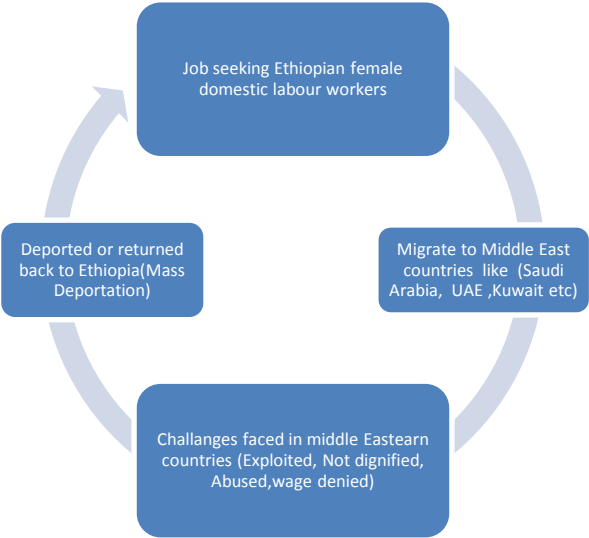 Job seeking Ethiopian female
domestic labour workers
Migrate to Middle East
countries like (Saudi
Arabia, UAE ,Kuwait etc)
Challanges faced in middle Eastearn
countries (Exploited, Not dignified,
Abused,wage denied)
Deported or returned
back to Ethiopia(Mass
Deportation)